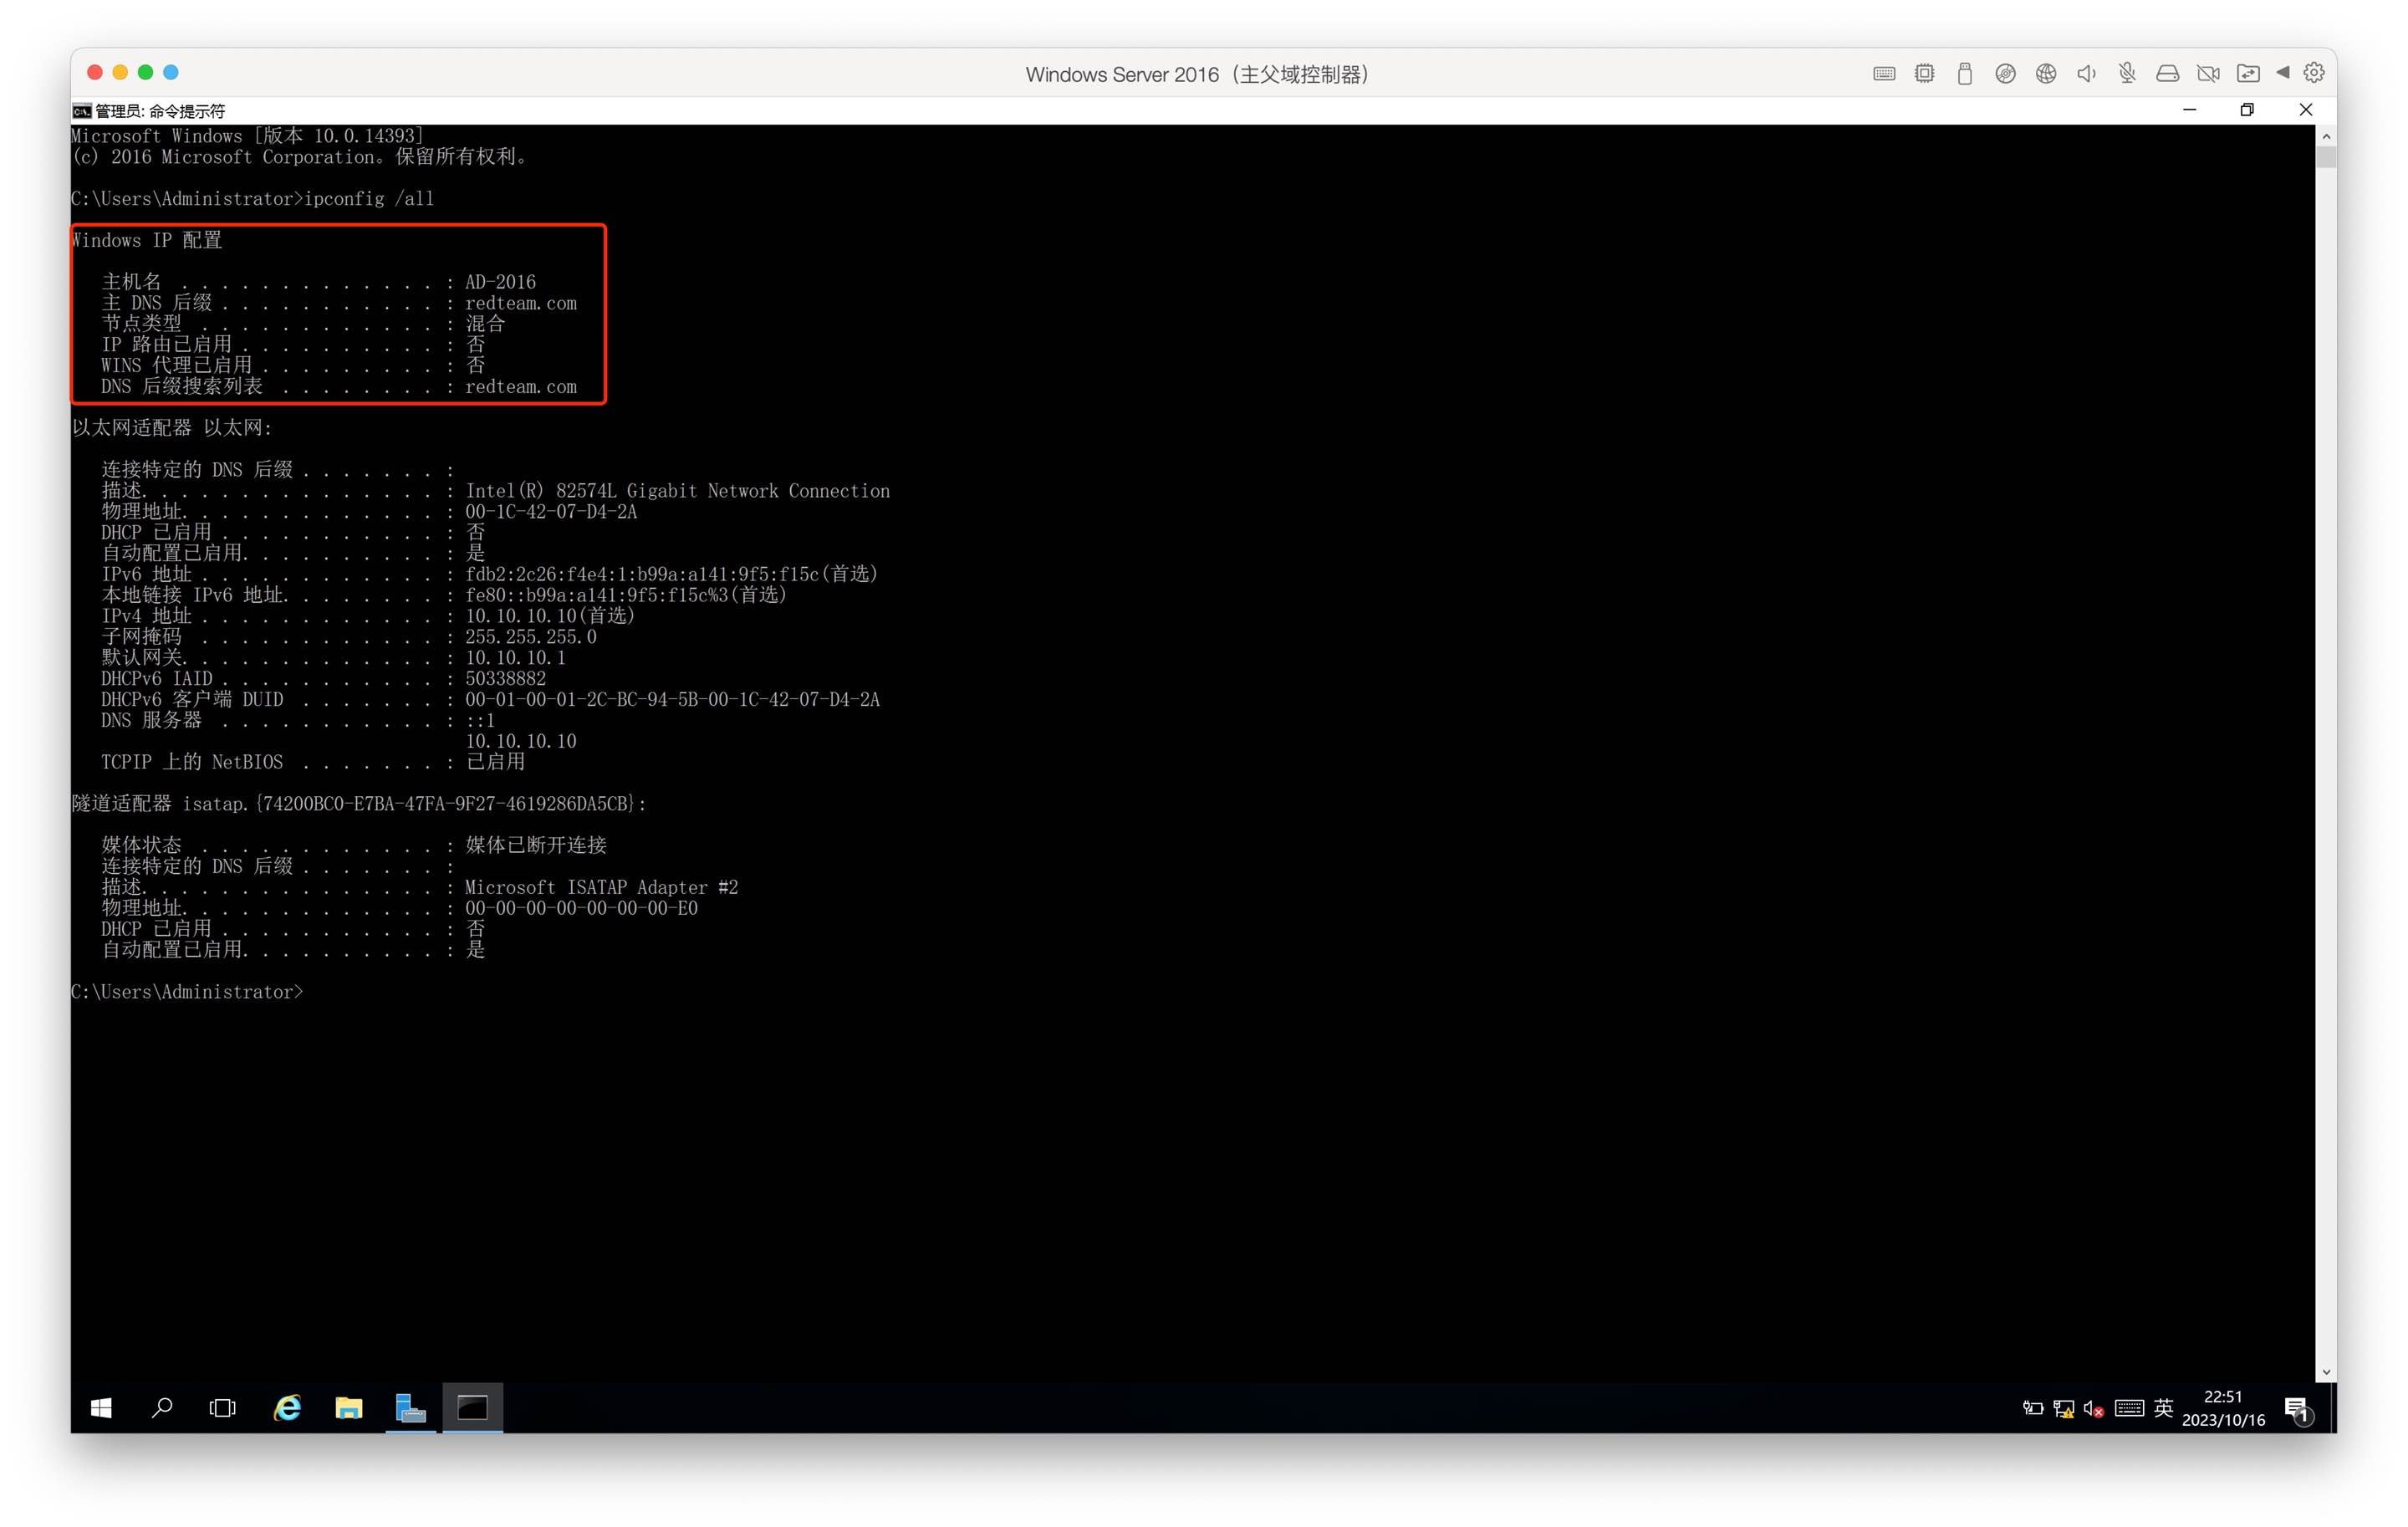 Windows Server 2016（主父域控制器）
管理员: 命令提示符
Microsoft Windows [版本 10.0.14393]
(c) 2016 Microsoft Corporation。保留所有权利。
C:\Users\Administrator>ipconfig /all
Windows IP 配置
主机名 . . . . . . . . . . . . . : AD-2016
主 DNS 后缀 . . . . . . . . . . . : redteam.com
节点类型 . . . . . . . . . . . . : 混合
IP 路由已启用 . . . . . . . . . . : 否
WINS 代理已启用 . . . . . . . . . : 否
DNS 后缀搜索列表 . . . . . . . . : redteam.com
以太网适配器 以太网:
连接特定的 DNS 后缀 . . . . . . . :
描述. . . . . . . . . . . . . . . : Intel(R) 82574L Gigabit Network Connection
物理地址. . . . . . . . . . . . . : 00-1C-42-07-D4-2A
DHCP 已启用 . . . . . . . . . . . : 否
自动配置已启用. . . . . . . . . . : 是
IPv6 地址 . . . . . . . . . . . . : fdb2:2c26:f4e4:1:b99a:a141:9f5:f15c(首选)
本地链接 IPv6 地址. . . . . . . . : fe80::b99a:a141:9f5:f15c%3(首选)
IPv4 地址 . . . . . . . . . . . . : 10.10.10.10(首选)
子网掩码 . . . . . . . . . . . . : 255.255.255.0
默认网关. . . . . . . . . . . . . : 10.10.10.1
DHCPv6 IAID . . . . . . . . . . . : 50338882
DHCPv6 客户端 DUID . . . . . . . : 00-01-00-01-2C-BC-94-5B-00-1C-42-07-D4-2A
DNS 服务器 . . . . . . . . . . . : ::1
10.10.10.10
TCPIP 上的 NetBIOS . . . . . . . : 已启用
隧道适配器 isatap.{74200BC0-E7BA-47FA-9F27-4619286DA5CB}:
媒体状态 . . . . . . . . . . . . : 媒体已断开连接
连接特定的 DNS 后缀 . . . . . . . :
描述. . . . . . . . . . . . . . . : Microsoft ISATAP Adapter #2
物理地址. . . . . . . . . . . . . : 00-00-00-00-00-00-00-E0
DHCP 已启用 . . . . . . . . . . . : 否
自动配置已启用. . . . . . . . . . : 是
C:\Users\Administrator>
英
22:51
2023/10/16
1